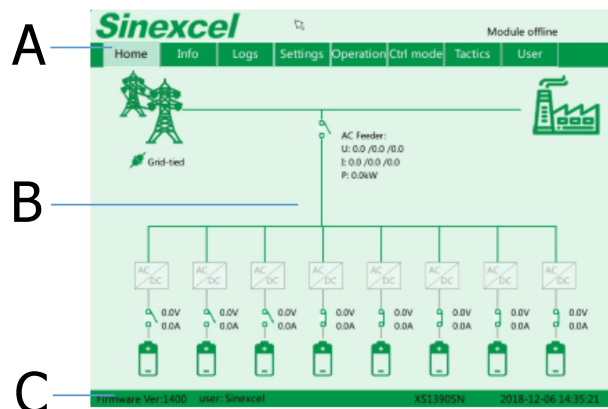 Sinexcel
Module offline
A
Home Info Logs Settings Operation Ctrl mode Tactics User
AC Feeder:
U: 0.0 /0.0 /0.0
I: 0.0 /0.0 /0.0
P: 0.0kW
Grid-tied
B
AC DC AC DC AC DC AC DC AC DC AC DC AC DC AC DC
0.0V 0.0V 0.0V 0.0V 0.0V 0.0V 0.0V 0.0V
0.0A 0.0A 0.0A 0.0A 0.0A 0.0A 0.0A 0.0A
C
Firmware Ver:1400 user: Sinexcel XS1390SN 2018-12-06 14:35:21